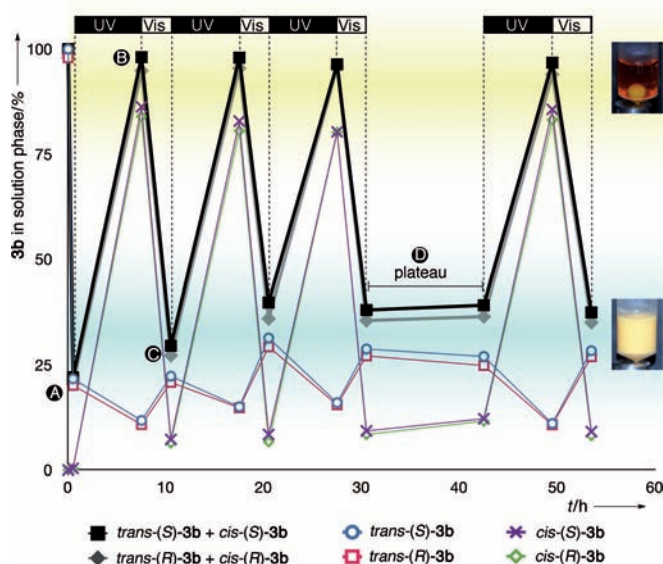 UV Vis UV Vis UV Vis UV Vis
3b in solution phase/%
100
75
50
25
0
A
B
C
D
plateau
0 10 20 30 40 50 60
t/h
trans-(S)-3b + cis-(S)-3b trans-(S)-3b cis-(S)-3b
trans-(R)-3b + cis-(R)-3b trans-(R)-3b cis-(R)-3b